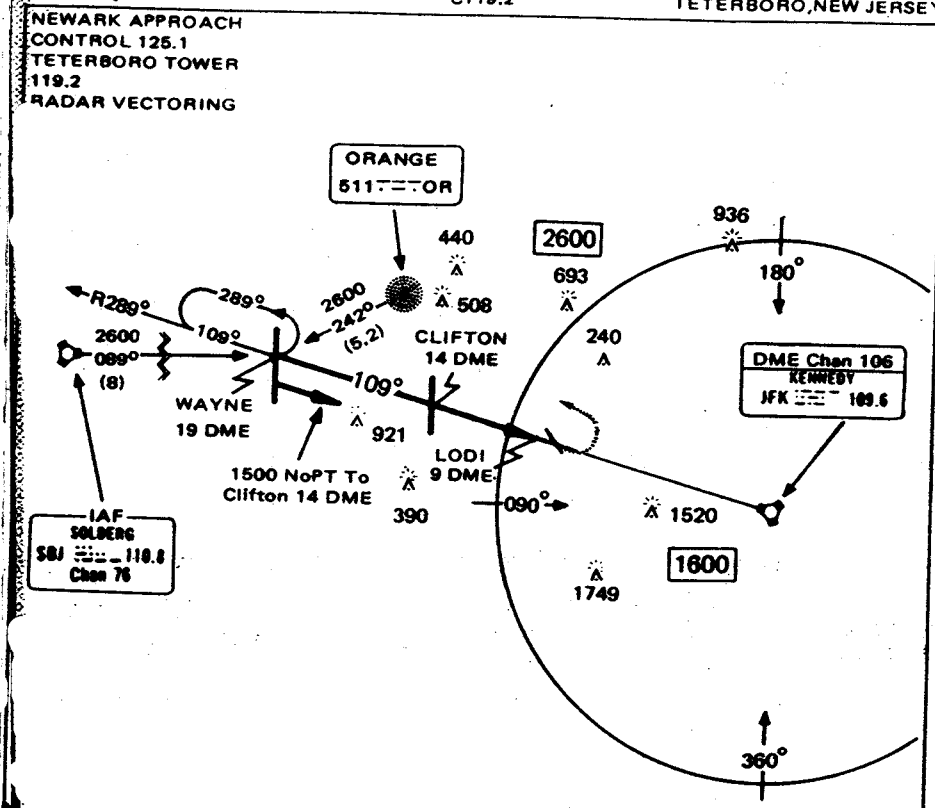 TETERBORO, NEW JERSEY
NEWARK APPROACH
CONTROL 125.1
TETERBORO TOWER
119.2
RADAR VECTORING
ORANGE
511 OR
440
508
2600
693
936
180°
240
R289°
289°
109°
2600
242°
(5.2)
CLIFTON
14 DME
2600
089°
(8)
109°
WAYNE
19 DME
921
1500 NoPT To
Clifton 14 DME
LODI
9 DME
390
090°
DME Chan 106
KENNEDY
JFK 109.6
1520
1600
1749
IAF
SOLBERG
SBJ
Chan 76
360°